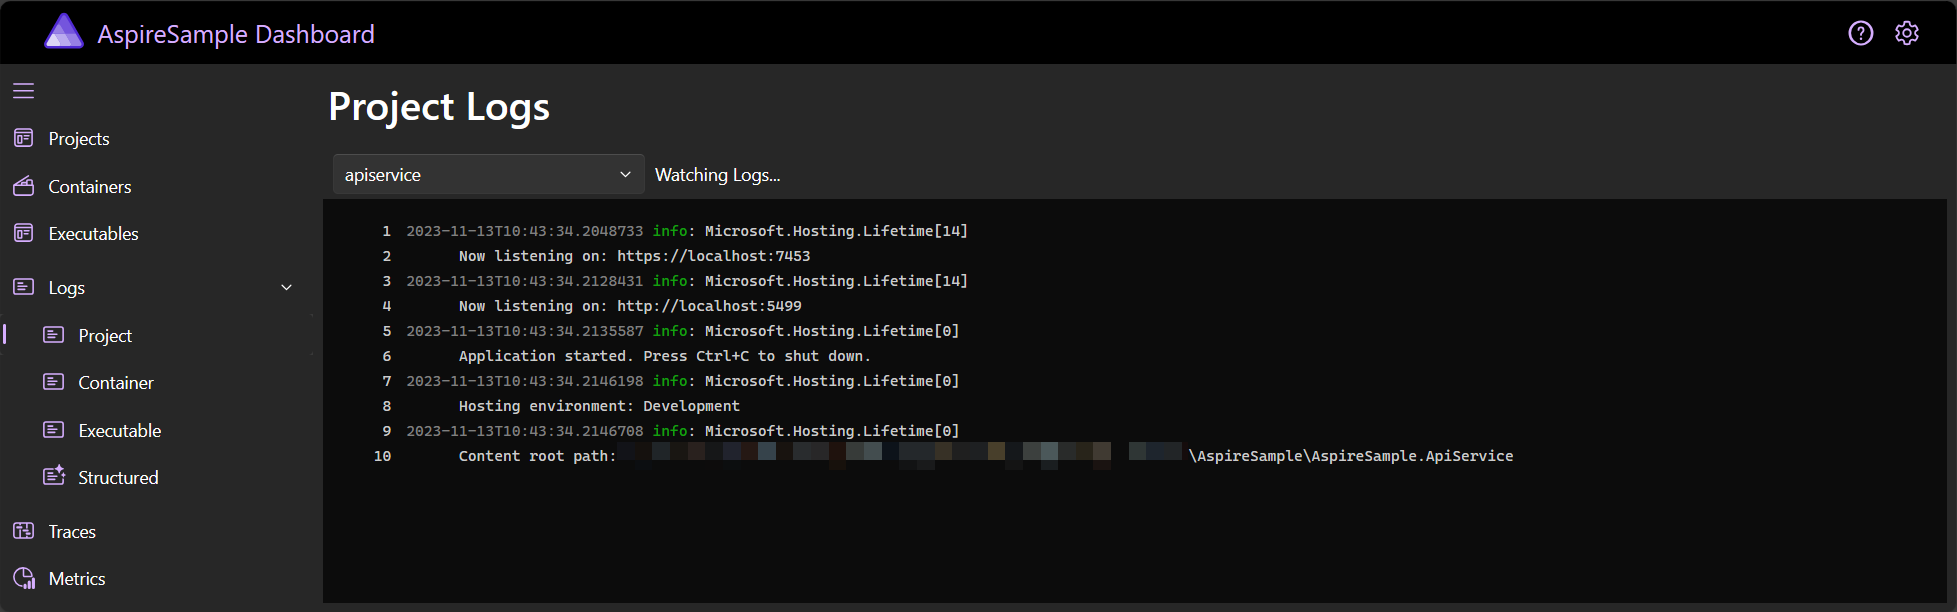 AspireSample Dashboard
?
Projects
Containers
Executables
Logs
Project
Container
Executable
Structured
Traces
Metrics
Project Logs
apiservice
Watching Logs...
1 2023-11-13T10:43:34.2048733 info: Microsoft.Hosting.Lifetime[14]
2 Now listening on: https://localhost:7453
3 2023-11-13T10:43:34.2128431 info: Microsoft.Hosting.Lifetime[14]
4 Now listening on: http://localhost:5499
5 2023-11-13T10:43:34.2135587 info: Microsoft.Hosting.Lifetime[0]
6 Application started. Press Ctrl+C to shut down.
7 2023-11-13T10:43:34.2146198 info: Microsoft.Hosting.Lifetime[0]
8 Hosting environment: Development
9 2023-11-13T10:43:34.2146708 info: Microsoft.Hosting.Lifetime[0]
10 Content root path: \AspireSample\AspireSample.ApiService